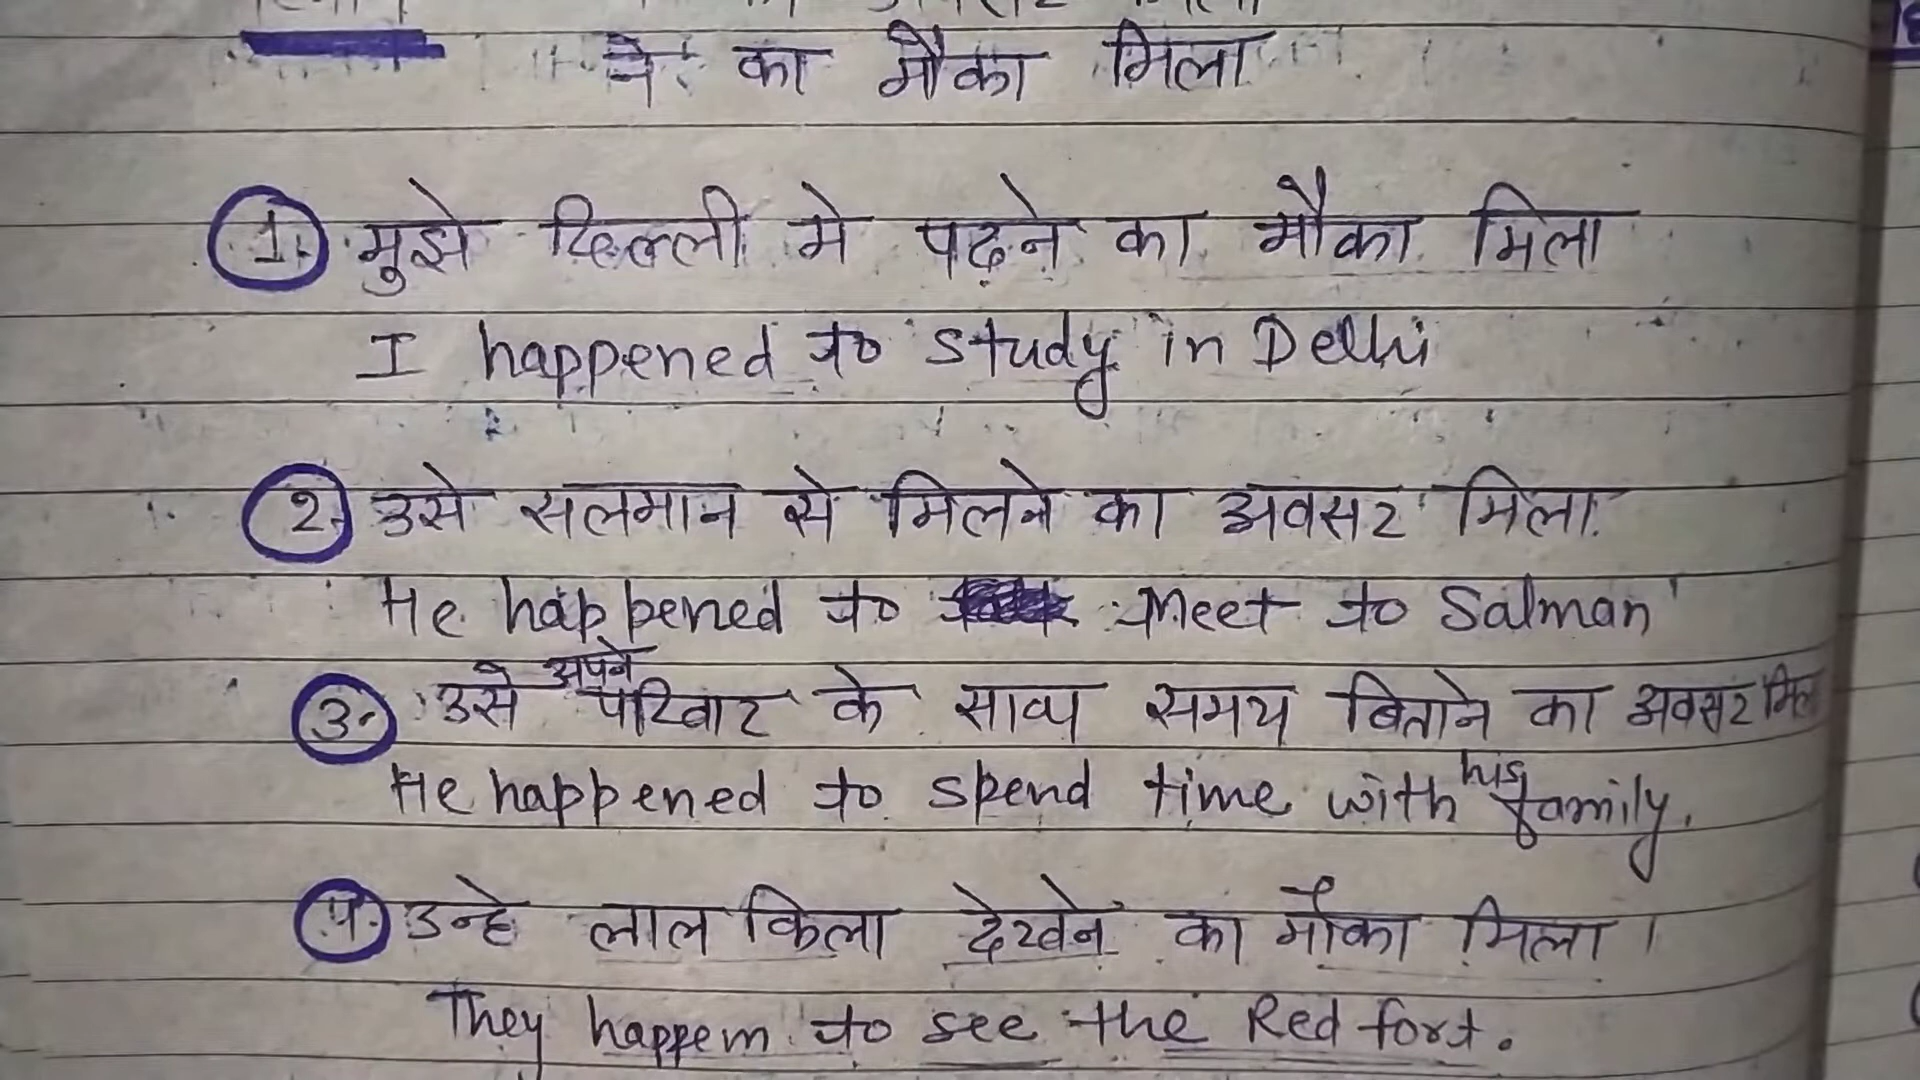 ने का मौका मिला
1. मुझे दिल्ली मे पढ़ने का मौका मिला
I happened to study in Delhi
2. उसे सलमान से मिलने का अवसर मिला
He happened to Meet to Salman
3. उसे अपने परिवार के साथ समय बिताने का अवसर मिल
He happened to spend time with his family.
4. उन्हे लाल किला देखने का मौका मिला ।
They happem to see the Red fort.